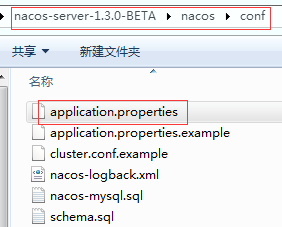 nacos-server-1.3.0-BETA ▸ nacos ▸ conf
共享 ▼ 新建文件夹
名称
application.properties
application.properties.example
cluster.conf.example
nacos-logback.xml
nacos-mysql.sql
schema.sql